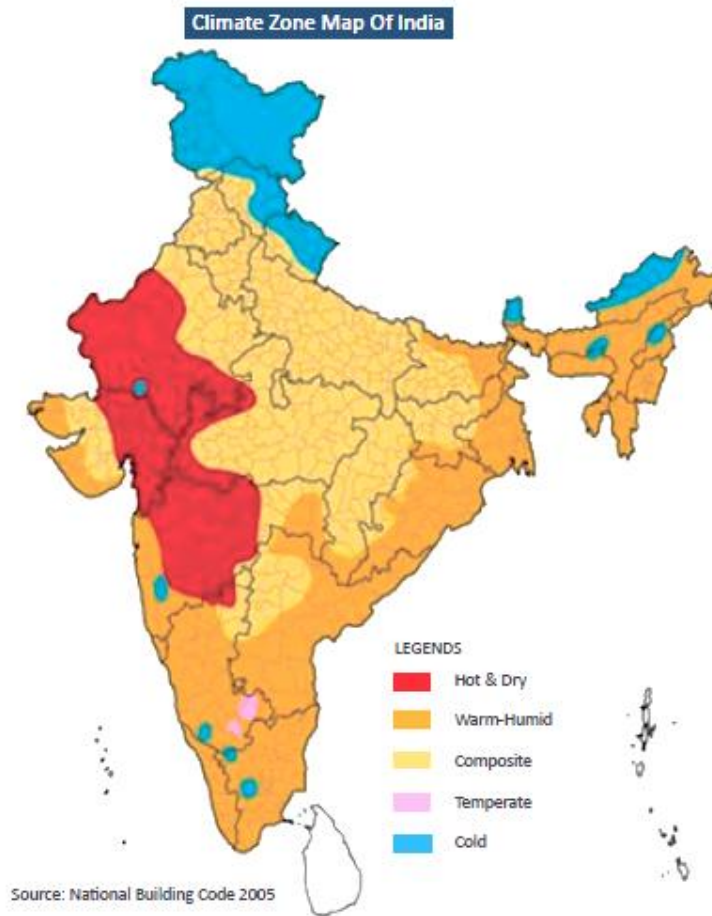 Climate Zone Map Of India
LEGENDS
Hot & Dry
Warm-Humid
Composite
Temperate
Cold
Source: National Building Code 2005